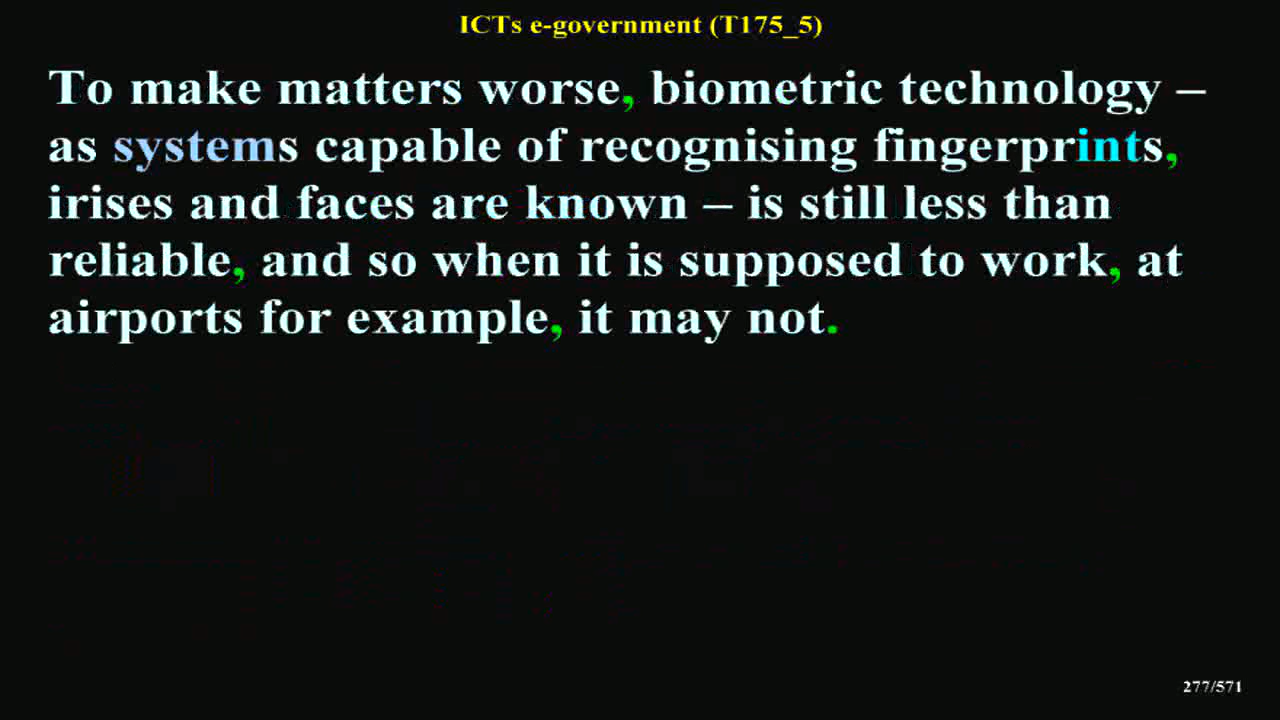 ICTs e-government (T175_5)
To make matters worse, biometric technology –
as systems capable of recognising fingerprints,
irises and faces are known – is still less than
reliable, and so when it is supposed to work, at
airports for example, it may not.
277/571